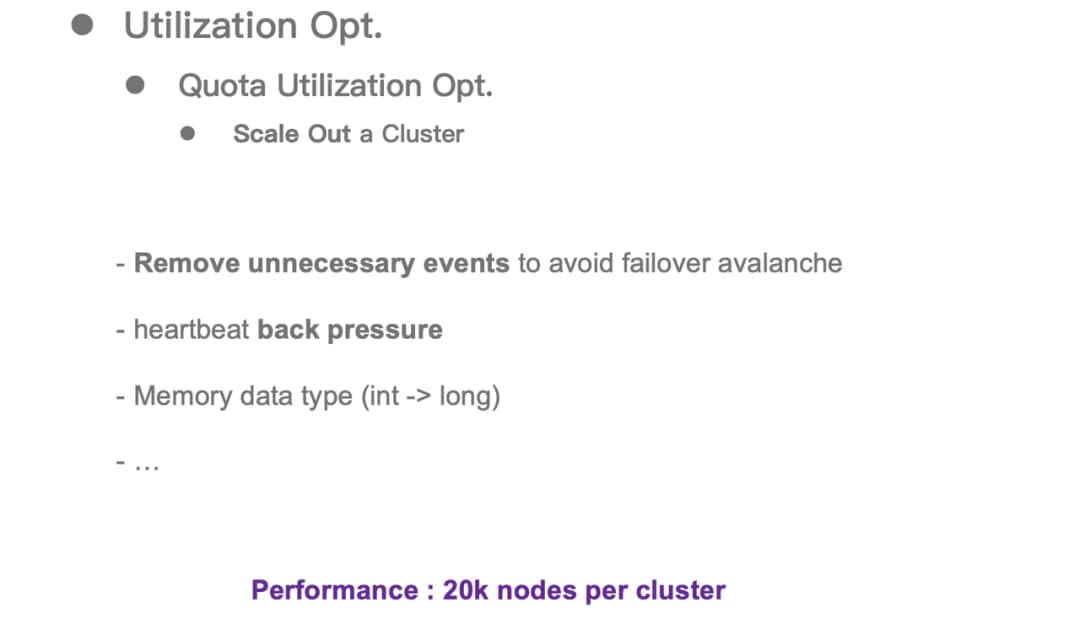 ● Utilization Opt.
● Quota Utilization Opt.
● Scale Out a Cluster
- Remove unnecessary events to avoid failover avalanche
- heartbeat back pressure
- Memory data type (int -> long)
- ...
Performance : 20k nodes per cluster